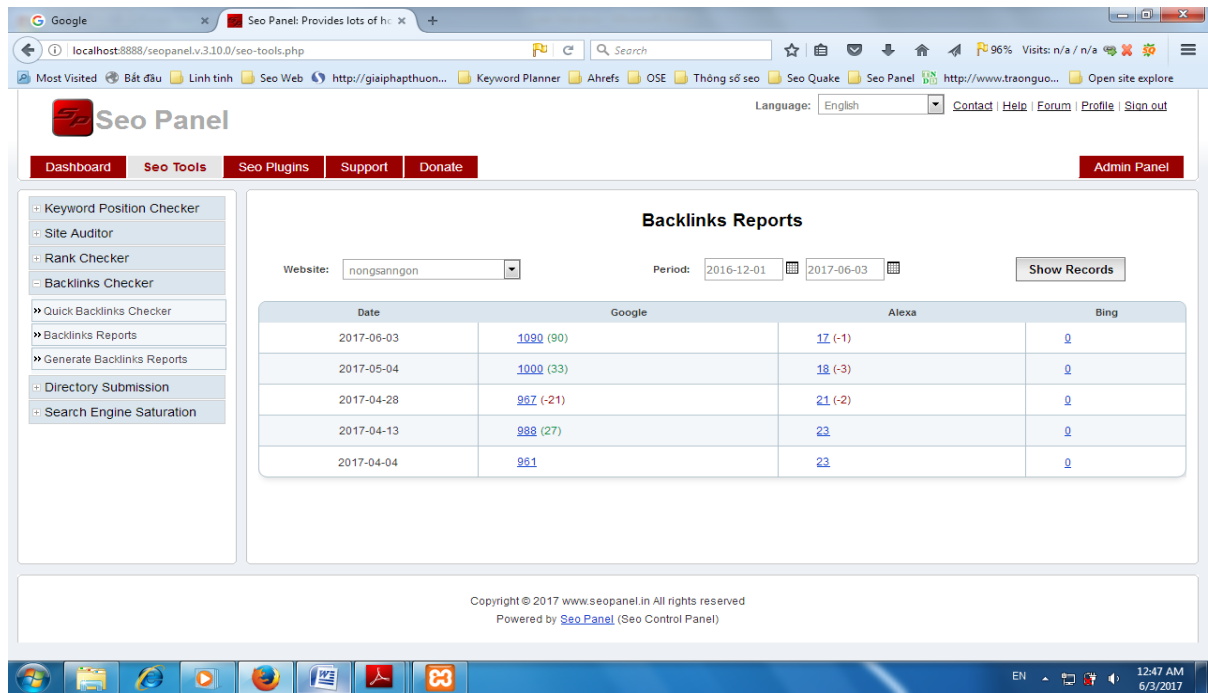 Google
Seo Panel: Provides lots of hc
localhost:8888/seopanel.v.3.10.0/seo-tools.php
Search
96% Visits: n/a / n/a
Most Visited Bắt đầu Linh tinh Seo Web http://giaiphapthuon... Keyword Planner Ahrefs OSE Thông số seo Seo Quake Seo Panel http://www.traonguo... Open site explore
Sp Seo Panel
Language: English Contact | Help | Forum | Profile | Sign out
Dashboard Seo Tools Seo Plugins Support Donate Admin Panel
Keyword Position Checker
Site Auditor
Rank Checker
Backlinks Checker
Quick Backlinks Checker
Backlinks Reports
Generate Backlinks Reports
Directory Submission
Search Engine Saturation
Backlinks Reports
Website: nongsanngon Period: 2016-12-01 2017-06-03 Show Records
Date Google Alexa Bing
2017-06-03 1090 (90) 17 (-1) 0
2017-05-04 1000 (33) 18 (-3) 0
2017-04-28 967 (-21) 21 (-2) 0
2017-04-13 988 (27) 23 0
2017-04-04 961 23 0
Copyright © 2017 www.seopanel.in All rights reserved
Powered by Seo Panel (Seo Control Panel)
EN 12:47 AM
6/3/2017